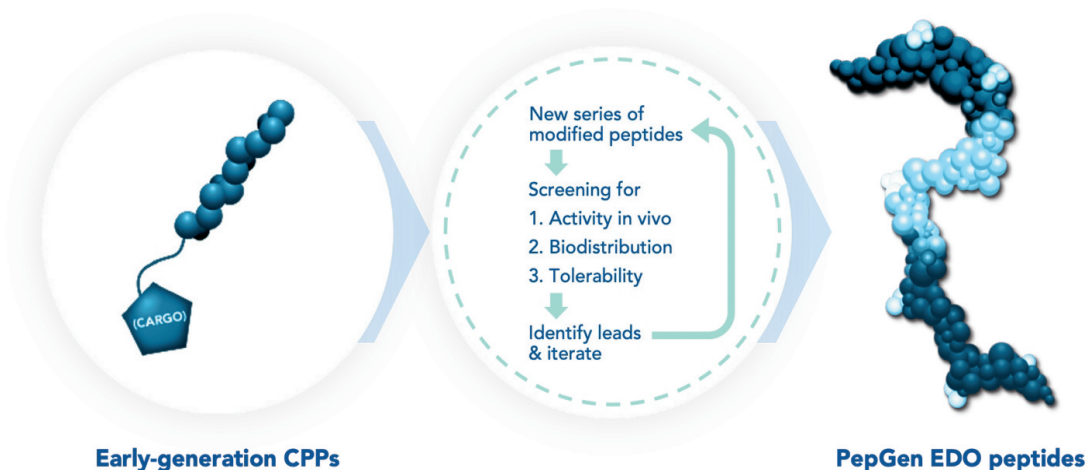 (CARGO)
Early-generation CPPs
New series of
modified peptides
Screening for
1. Activity in vivo
2. Biodistribution
3. Tolerability
Identify leads
& iterate
PepGen EDO peptides